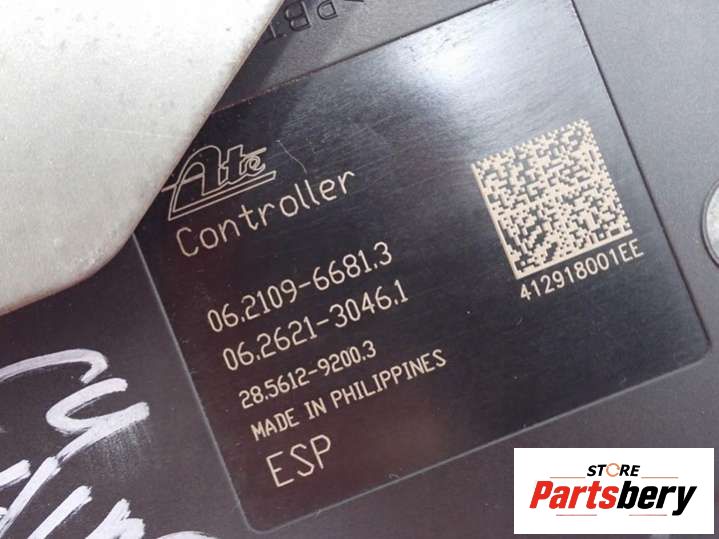 PBT
Ate
Controller
06.2109-6681.3
06.2621-3046.1
28.5612-9200.3
MADE IN PHILIPPINES
ESP
412918001EE
STORE
Partsbery